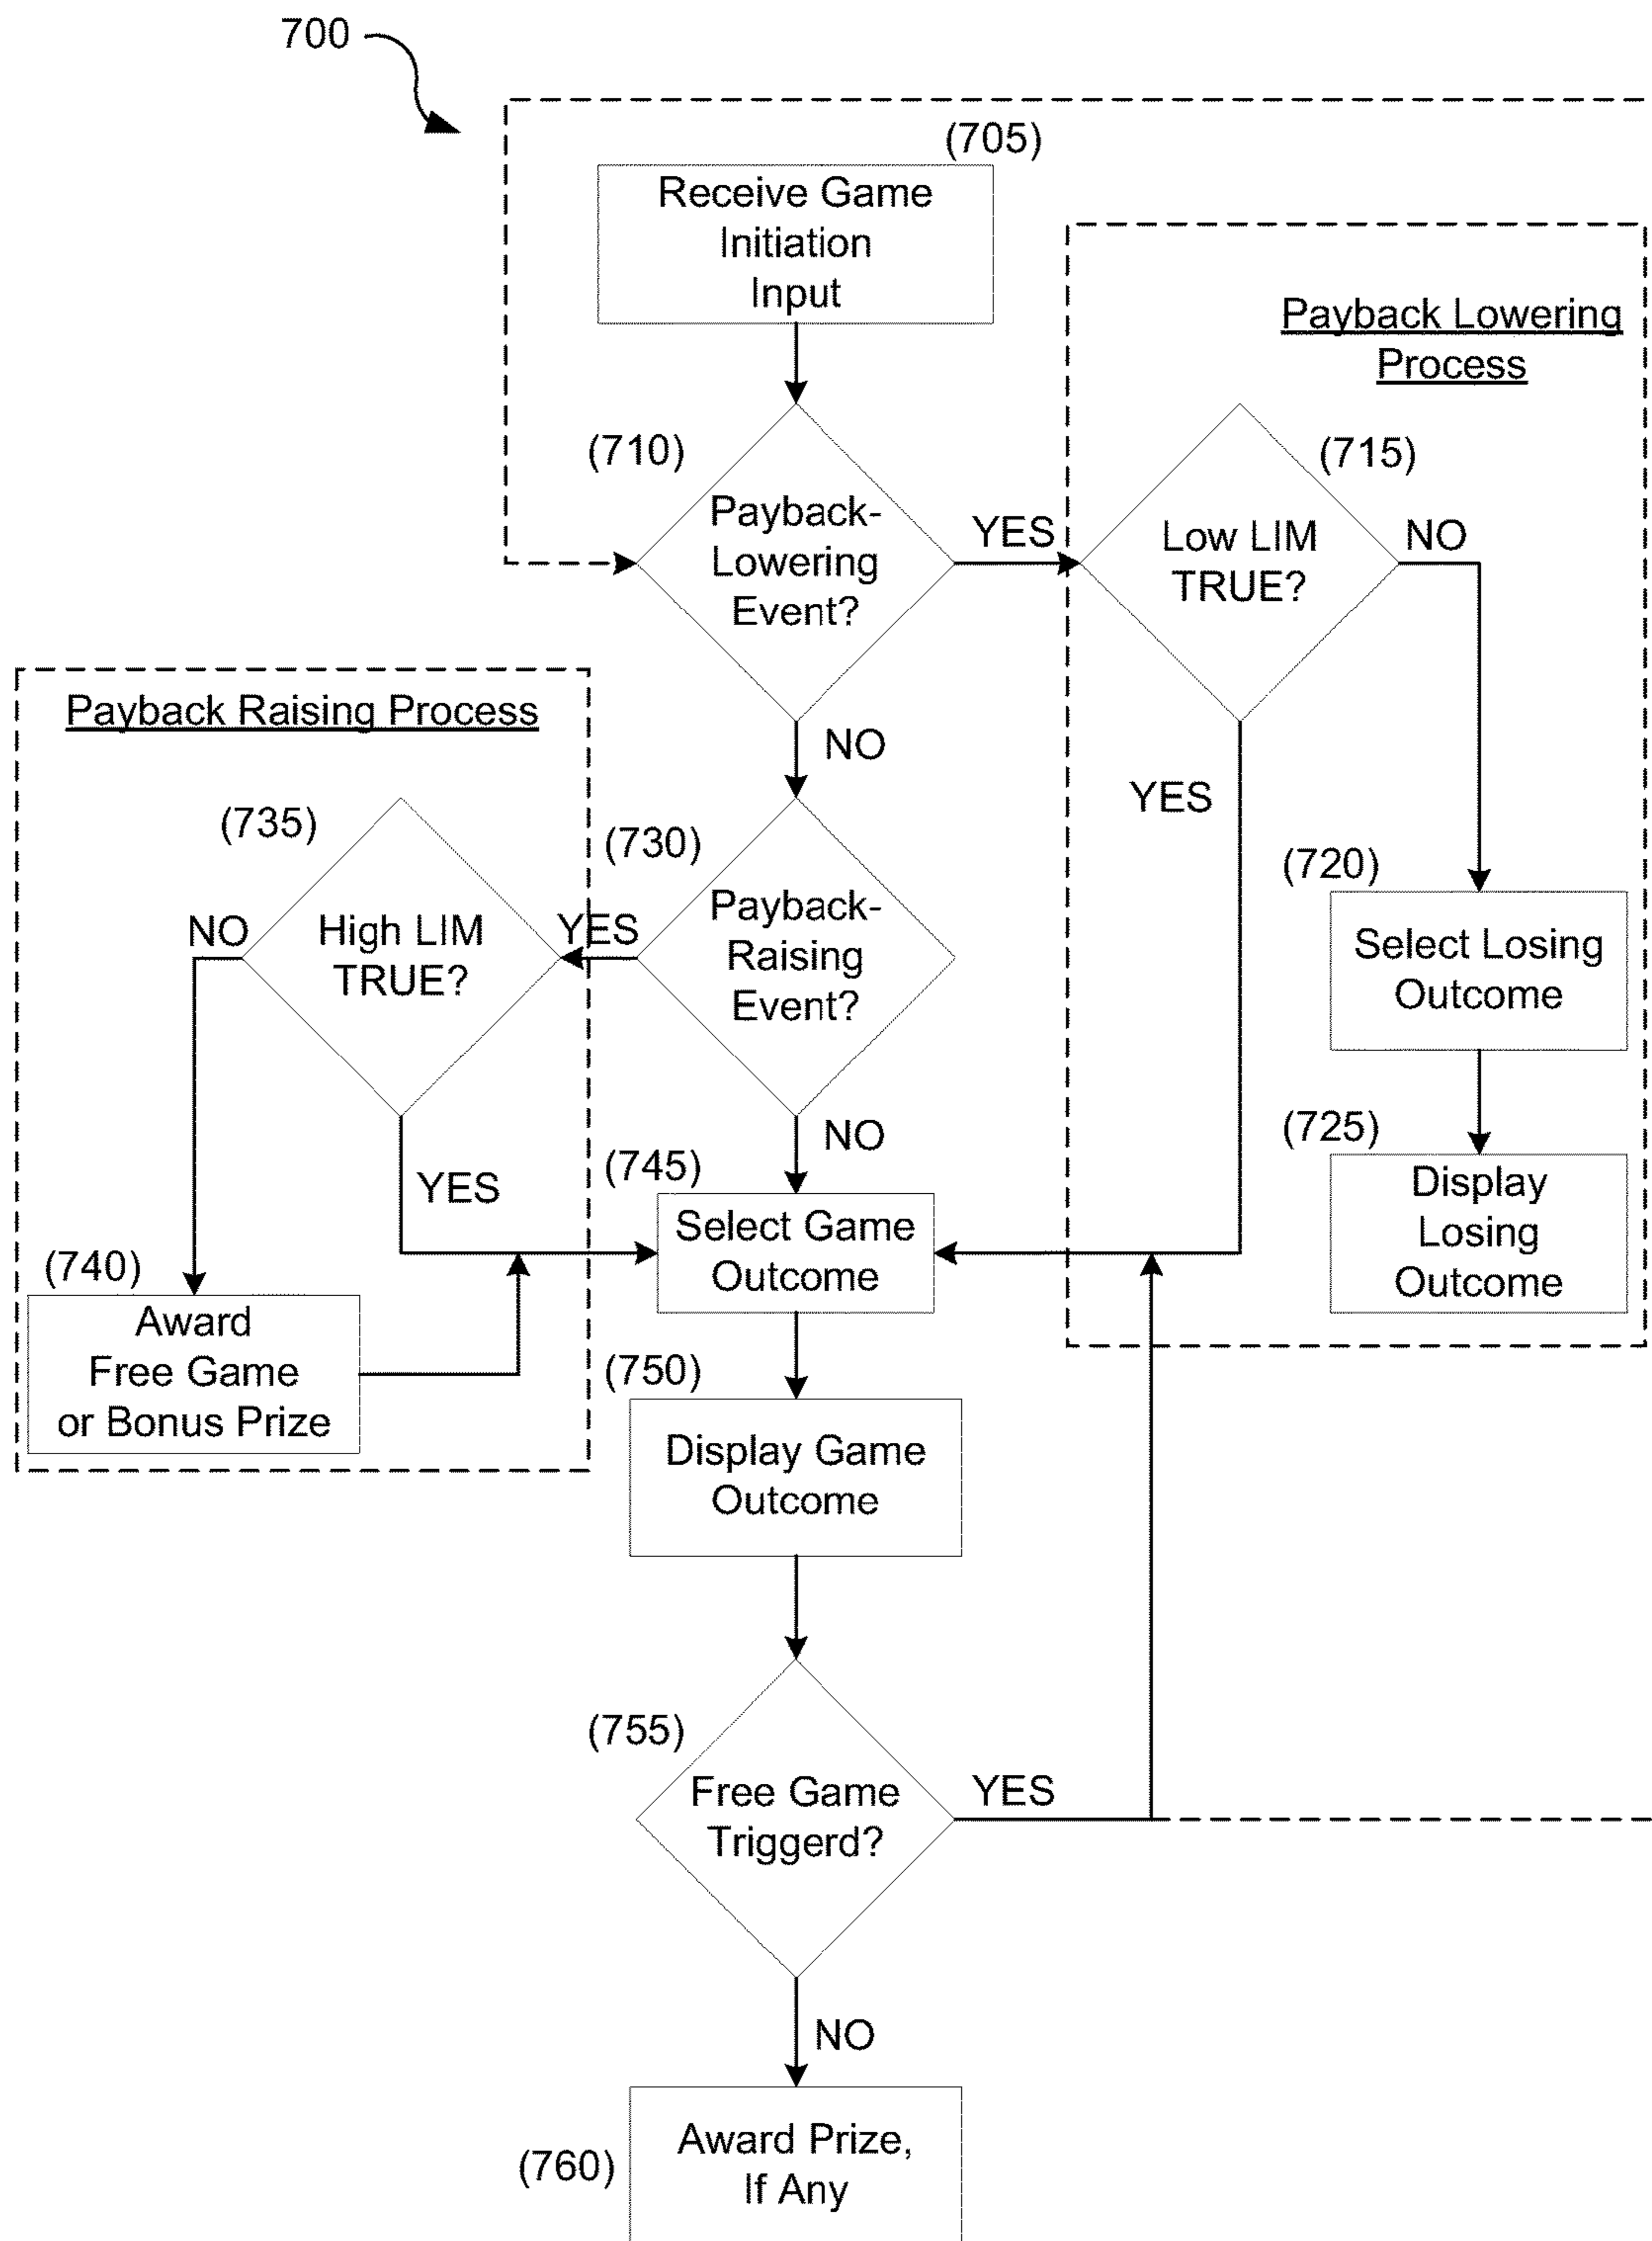 700
(705)
Receive Game
Initiation
Input
Payback Lowering
Process
(710)
Payback-
Lowering
Event?
YES
(715)
Low LIM
TRUE?
NO
YES
(720)
Select Losing
Outcome
(725)
Display
Losing
Outcome
NO
Payback Raising Process
(730)
Payback-
Raising
Event?
YES
(735)
High LIM
TRUE?
NO
YES
(740)
Award
Free Game
or Bonus Prize
NO
(745)
Select Game
Outcome
(750)
Display Game
Outcome
(755)
Free Game
Triggerd?
YES
NO
(760)
Award Prize,
If Any